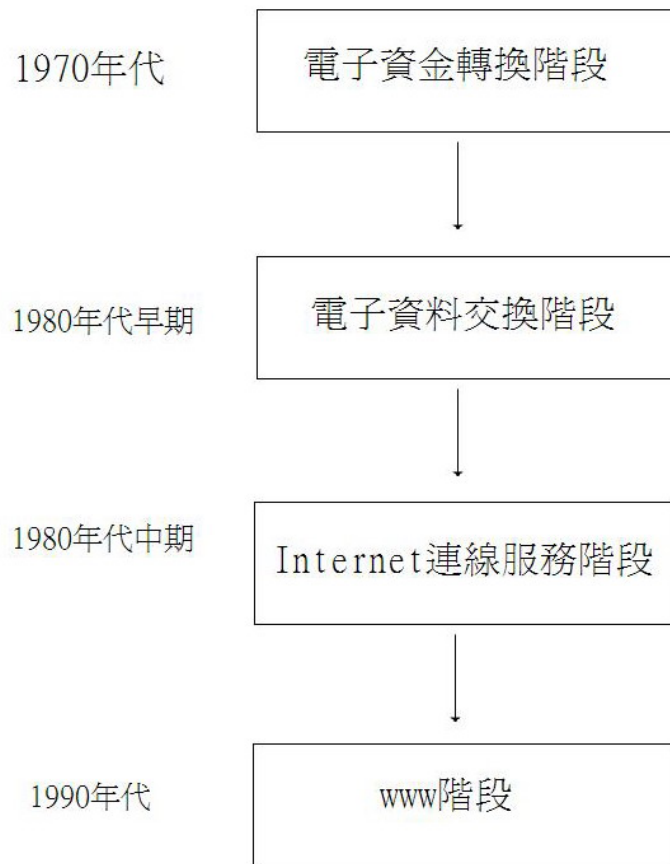 1970年代
電子資金轉換階段
1980年代早期
電子資料交換階段
1980年代中期
Internet連線服務階段
1990年代
www階段